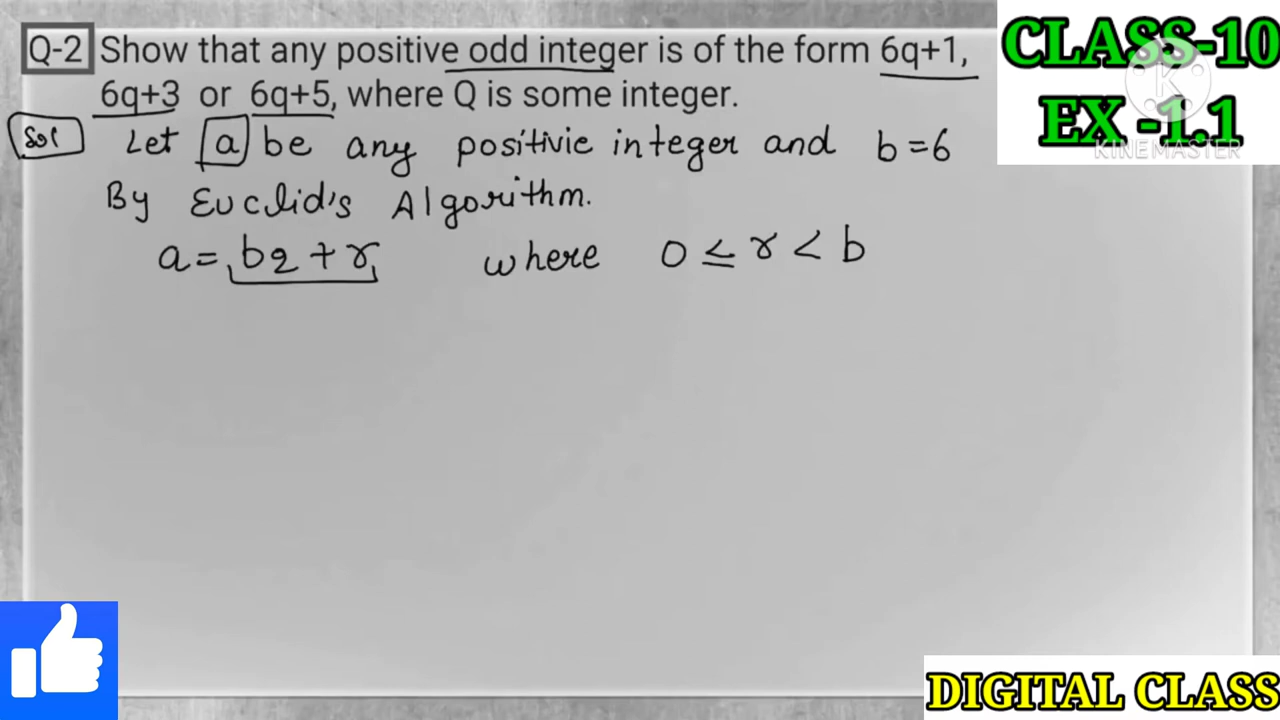 Q-2 Show that any positive odd integer is of the form 6q+1,
6q+3 or 6q+5, where Q is some integer.
Sol Let a be any positivie integer and b=6
By Euclid's Algorithm.
a= bq + r where 0 ≤ r < b
CLASS-10
EX -1.1
K
KINEMASTER
DIGITAL CLASS